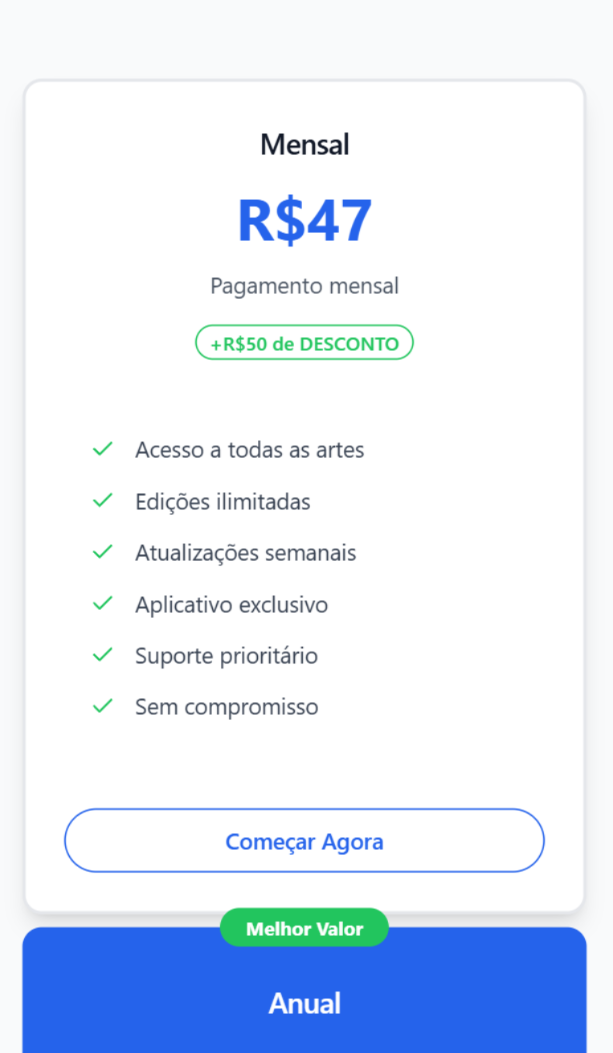 Mensal
R$47
Pagamento mensal
+R$50 de DESCONTO
Acesso a todas as artes
Edições ilimitadas
Atualizações semanais
Aplicativo exclusivo
Suporte prioritário
Sem compromisso
Começar Agora
Melhor Valor
Anual